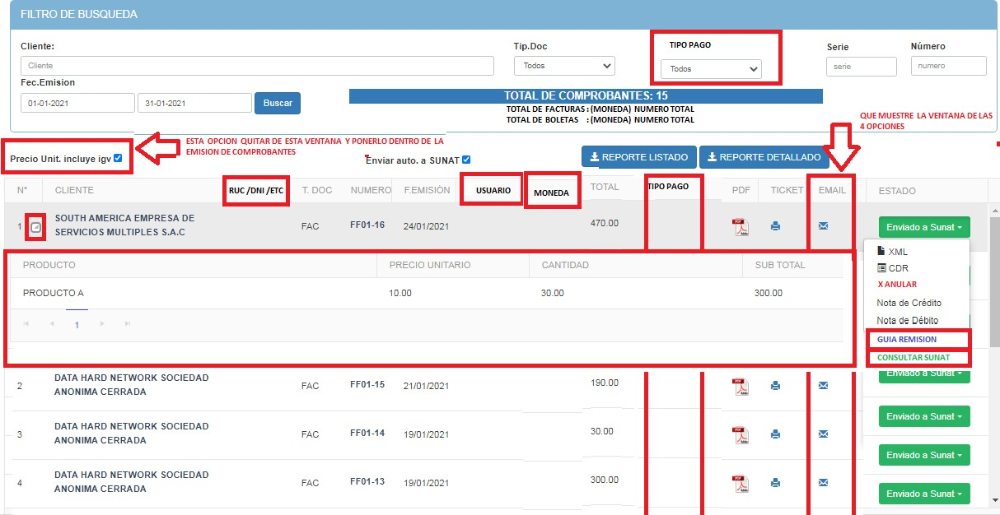 FILTRO DE BUSQUEDA
Cliente:
Tip.Doc
TIPO PAGO
Serie
Número
Cliente
Todos
Todos
serie
numero
Fec.Emision
01-01-2021
31-01-2021
Buscar
TOTAL DE COMPROBANTES: 15
TOTAL DE FACTURAS : (MONEDA) NUMERO TOTAL
TOTAL DE BOLETAS : (MONEDA) NUMERO TOTAL
QUE MUESTRE LA VENTANA DE LAS
4 OPCIONES
ESTA OPCION QUITAR DE ESTA VENTANA Y PONERLO DENTRO DE LA
EMISION DE COMPROBANTES
Precio Unit. incluye igv
Enviar auto. a SUNAT
REPORTE LISTADO
REPORTE DETALLADO
N° CLIENTE RUC /DNI /ETC T. DOC NUMERO F.EMISIÓN USUARIO MONEDA TOTAL TIPO PAGO PDF TICKET EMAIL ESTADO
1 SOUTH AMERICA EMPRESA DE
SERVICIOS MULTIPLES S.A.C
FAC FF01-16 24/01/2021 470.00 Enviado a Sunat
XML
CDR
X ANULAR
Nota de Crédito
Nota de Débito
GUIA REMISION
CONSULTAR SUNAT
PRODUCTO PRECIO UNITARIO CANTIDAD SUB TOTAL
PRODUCTO A 10.00 30.00 300.00
1
2 DATA HARD NETWORK SOCIEDAD
ANONIMA CERRADA
FAC FF01-15 21/01/2021 190.00 Enviado a Sunat
3 DATA HARD NETWORK SOCIEDAD
ANONIMA CERRADA
FAC FF01-14 19/01/2021 30.00 Enviado a Sunat
Enviado a Sunat
4 DATA HARD NETWORK SOCIEDAD
ANONIMA CERRADA
FAC FF01-13 19/01/2021 300.00 Enviado a Sunat